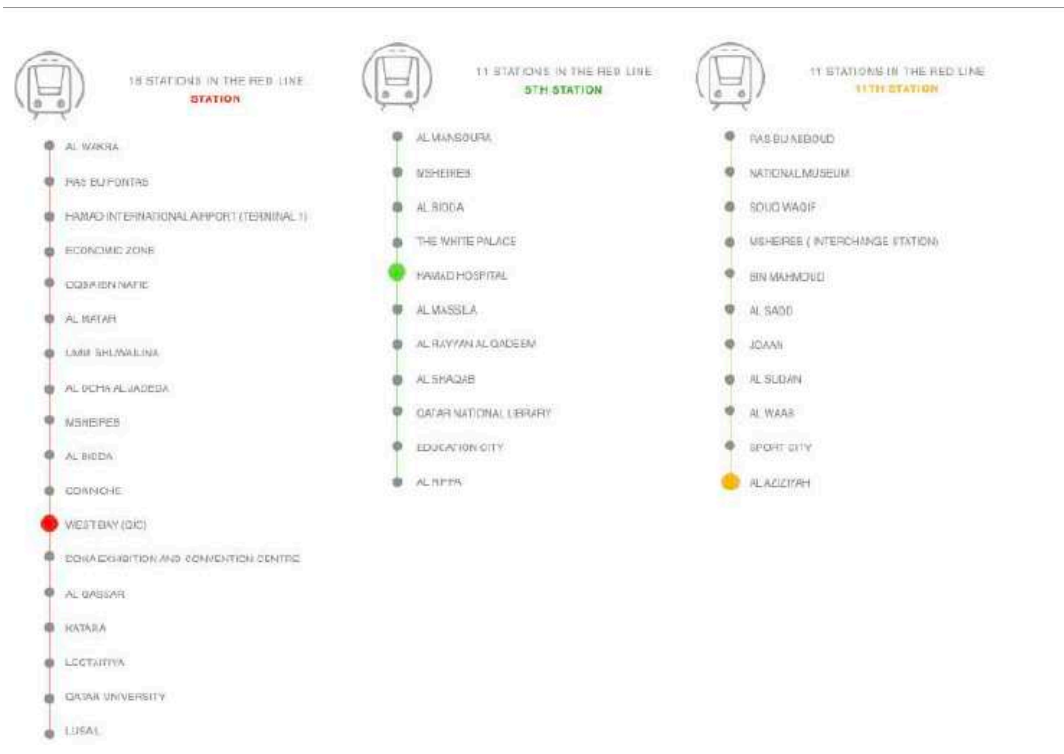 18 STATIONS IN THE RED LINE
STATION
AL WAKRA
RAS BU FONTAS
HAMAD INTERNATIONAL AIRPORT (TERMINAL 1)
ECONOMIC ZONE
OQBA IBN NAFIE
AL MATAR
UMM GHUWAILINA
AL DOHA AL JADEDA
MSHEIREB
AL BIDDA
CORNICHE
WEST BAY (QIC)
DOHA EXHIBITION AND CONVENTION CENTRE
AL QASSAR
KATARA
LEGTAIFIYA
QATAR UNIVERSITY
LUSAIL
11 STATIONS IN THE RED LINE
5TH STATION
AL MANSOURA
MSHEIREB
AL BIDDA
THE WHITE PALACE
HAMAD HOSPITAL
AL MASSILA
AL RAYYAN AL QADEEM
AL SHAQAB
QATAR NATIONAL LIBRARY
EDUCATION CITY
AL RIFFA
11 STATIONS IN THE RED LINE
11TH STATION
RAS BU ABBOUD
NATIONAL MUSEUM
SOUQ WAQIF
MSHEIREB ( INTERCHANGE STATION)
BIN MAHMOUD
AL SADD
JOAAN
AL SUDAN
AL WAAB
SPORT CITY
AL AZIZIYAH